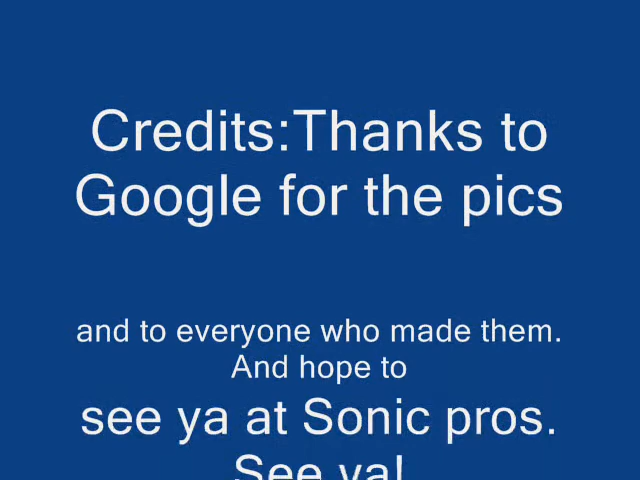 Credits:Thanks to
Google for the pics
and to everyone who made them.
And hope to
see ya at Sonic pros.
See ya!